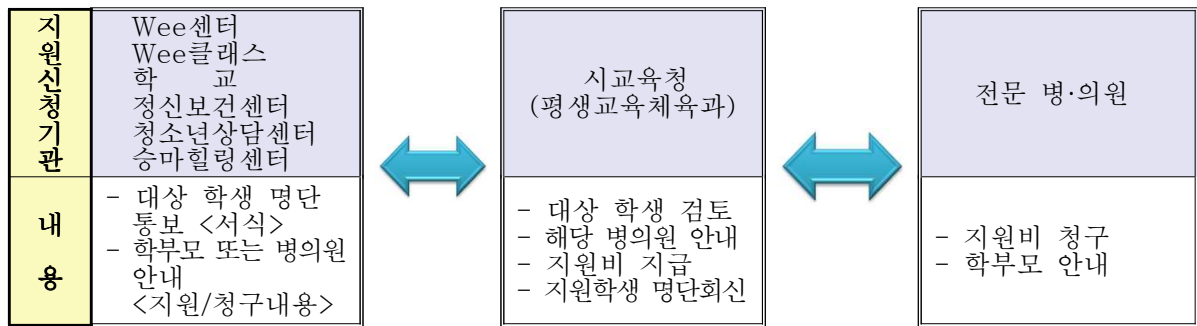 지원신청기관
Wee센터
Wee클래스
학 교
정신보건센터
청소년상담센터
승마힐링센터
시교육청
(평생교육체육과)
전문 병·의원
내용
- 대상 학생 명단
통보 <서식>
- 학부모 또는 병의원
안내
<지원/청구내용>
- 대상 학생 검토
- 해당 병의원 안내
- 지원비 지급
- 지원학생 명단회신
- 지원비 청구
- 학부모 안내